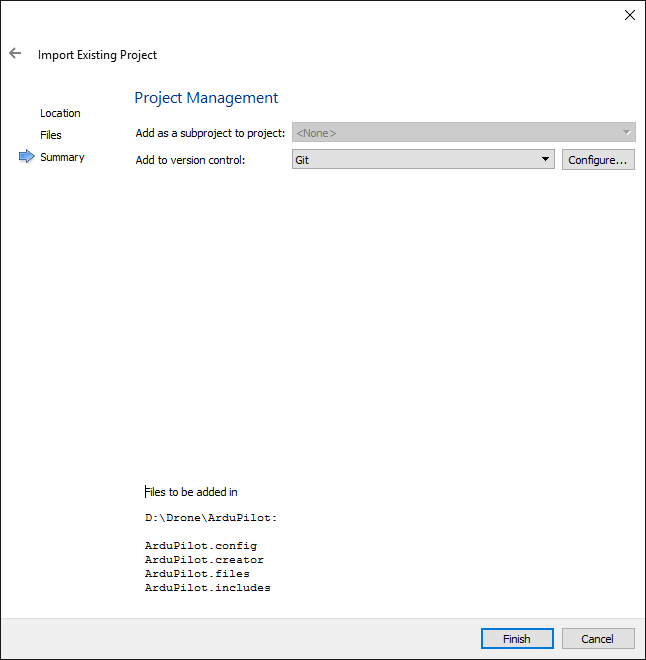 Import Existing Project
Location
Files
Summary
Project Management
Add as a subproject to project: <None>
Add to version control: Git Configure...
Files to be added in
D:\Drone\ArduPilot:
ArduPilot.config
ArduPilot.creator
ArduPilot.files
ArduPilot.includes
Finish Cancel